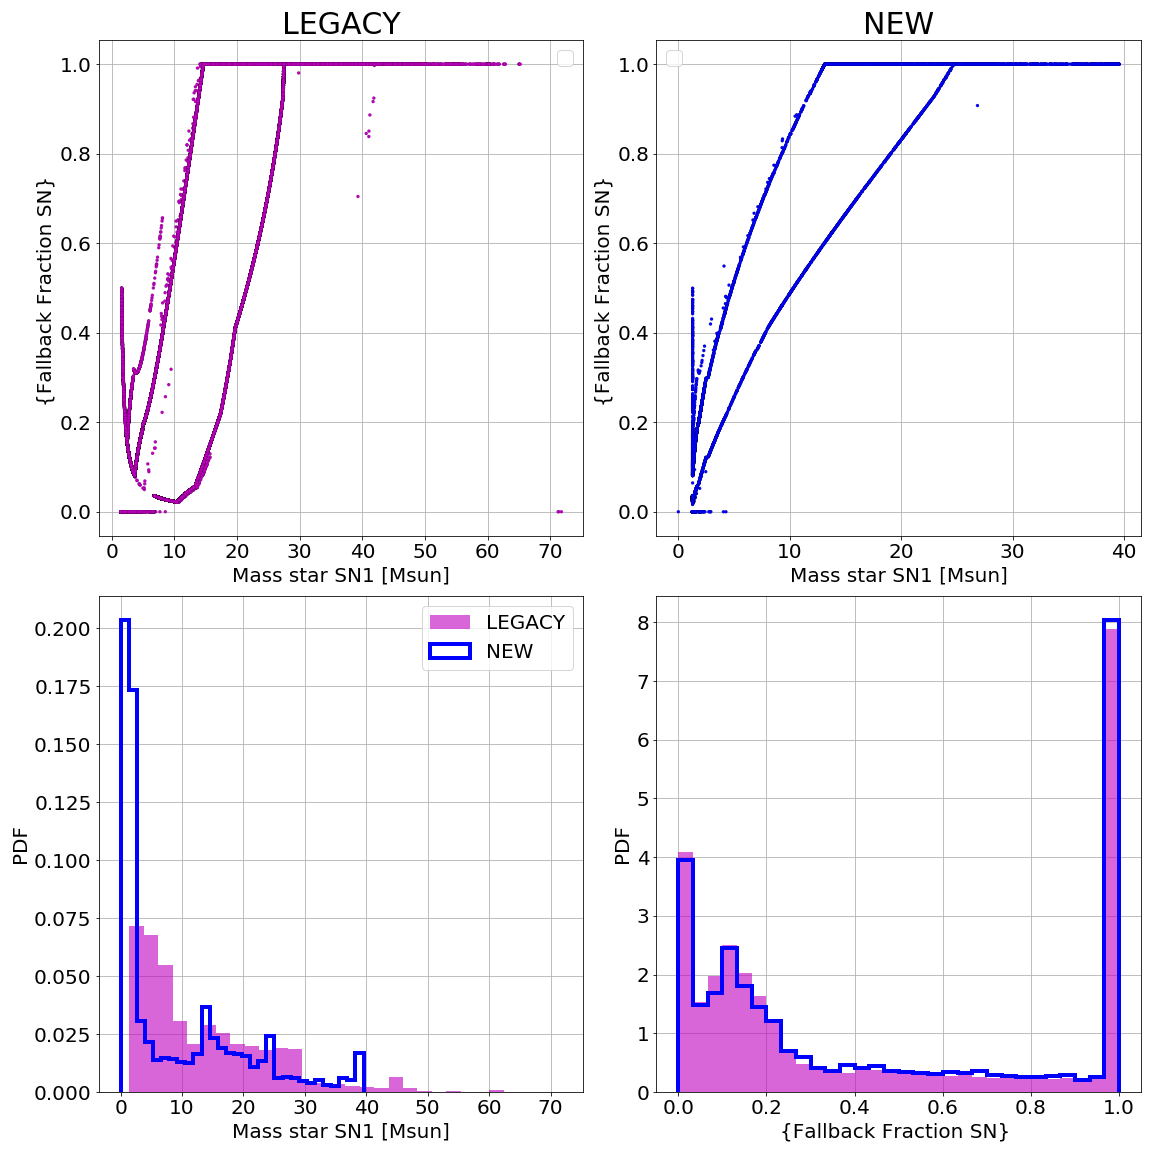 LEGACY
1.0
0.8
0.6
0.4
0.2
0.0
{Fallback Fraction SN}
0 10 20 30 40 50 60 70
Mass star SN1 [Msun]
NEW
1.0
0.8
0.6
0.4
0.2
0.0
{Fallback Fraction SN}
0 10 20 30 40
Mass star SN1 [Msun]
LEGACY
NEW
0.200
0.175
0.150
0.125
0.100
0.075
0.050
0.025
0.000
PDF
0 10 20 30 40 50 60 70
Mass star SN1 [Msun]
8
7
6
5
4
3
2
1
0
PDF
0.0 0.2 0.4 0.6 0.8 1.0
{Fallback Fraction SN}